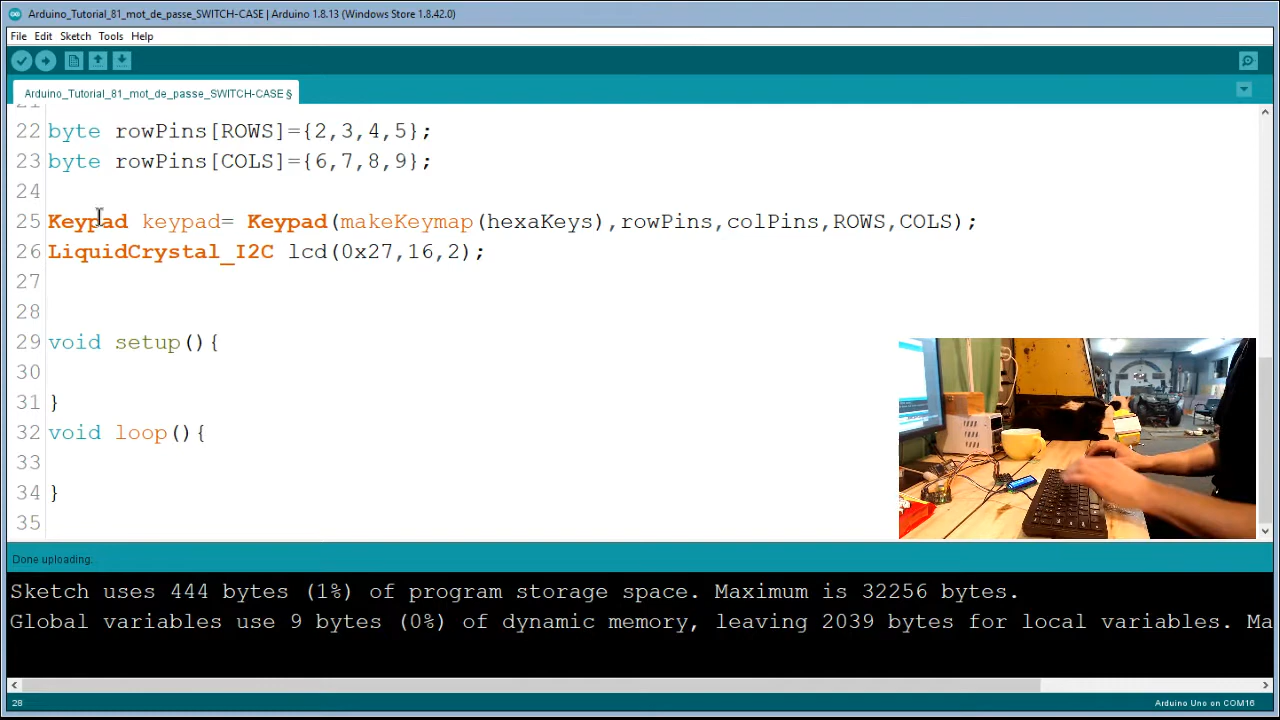 Arduino_Tutorial_81_mot_de_passe_SWITCH-CASE | Arduino 1.8.13 (Windows Store 1.8.42.0)
File Edit Sketch Tools Help
Arduino_Tutorial_81_mot_de_passe_SWITCH-CASE §
21
22 byte rowPins[ROWS]={2,3,4,5};
23 byte rowPins[COLS]={6,7,8,9};
24
25 Keypad keypad= Keypad(makeKeymap(hexaKeys),rowPins,colPins,ROWS,COLS);
26 LiquidCrystal_I2C lcd(0x27,16,2);
27
28
29 void setup(){
30
31 }
32 void loop(){
33
34 }
35
Done uploading.
Sketch uses 444 bytes (1%) of program storage space. Maximum is 32256 bytes.
Global variables use 9 bytes (0%) of dynamic memory, leaving 2039 bytes for local variables. Ma
28 Arduino Uno on COM16